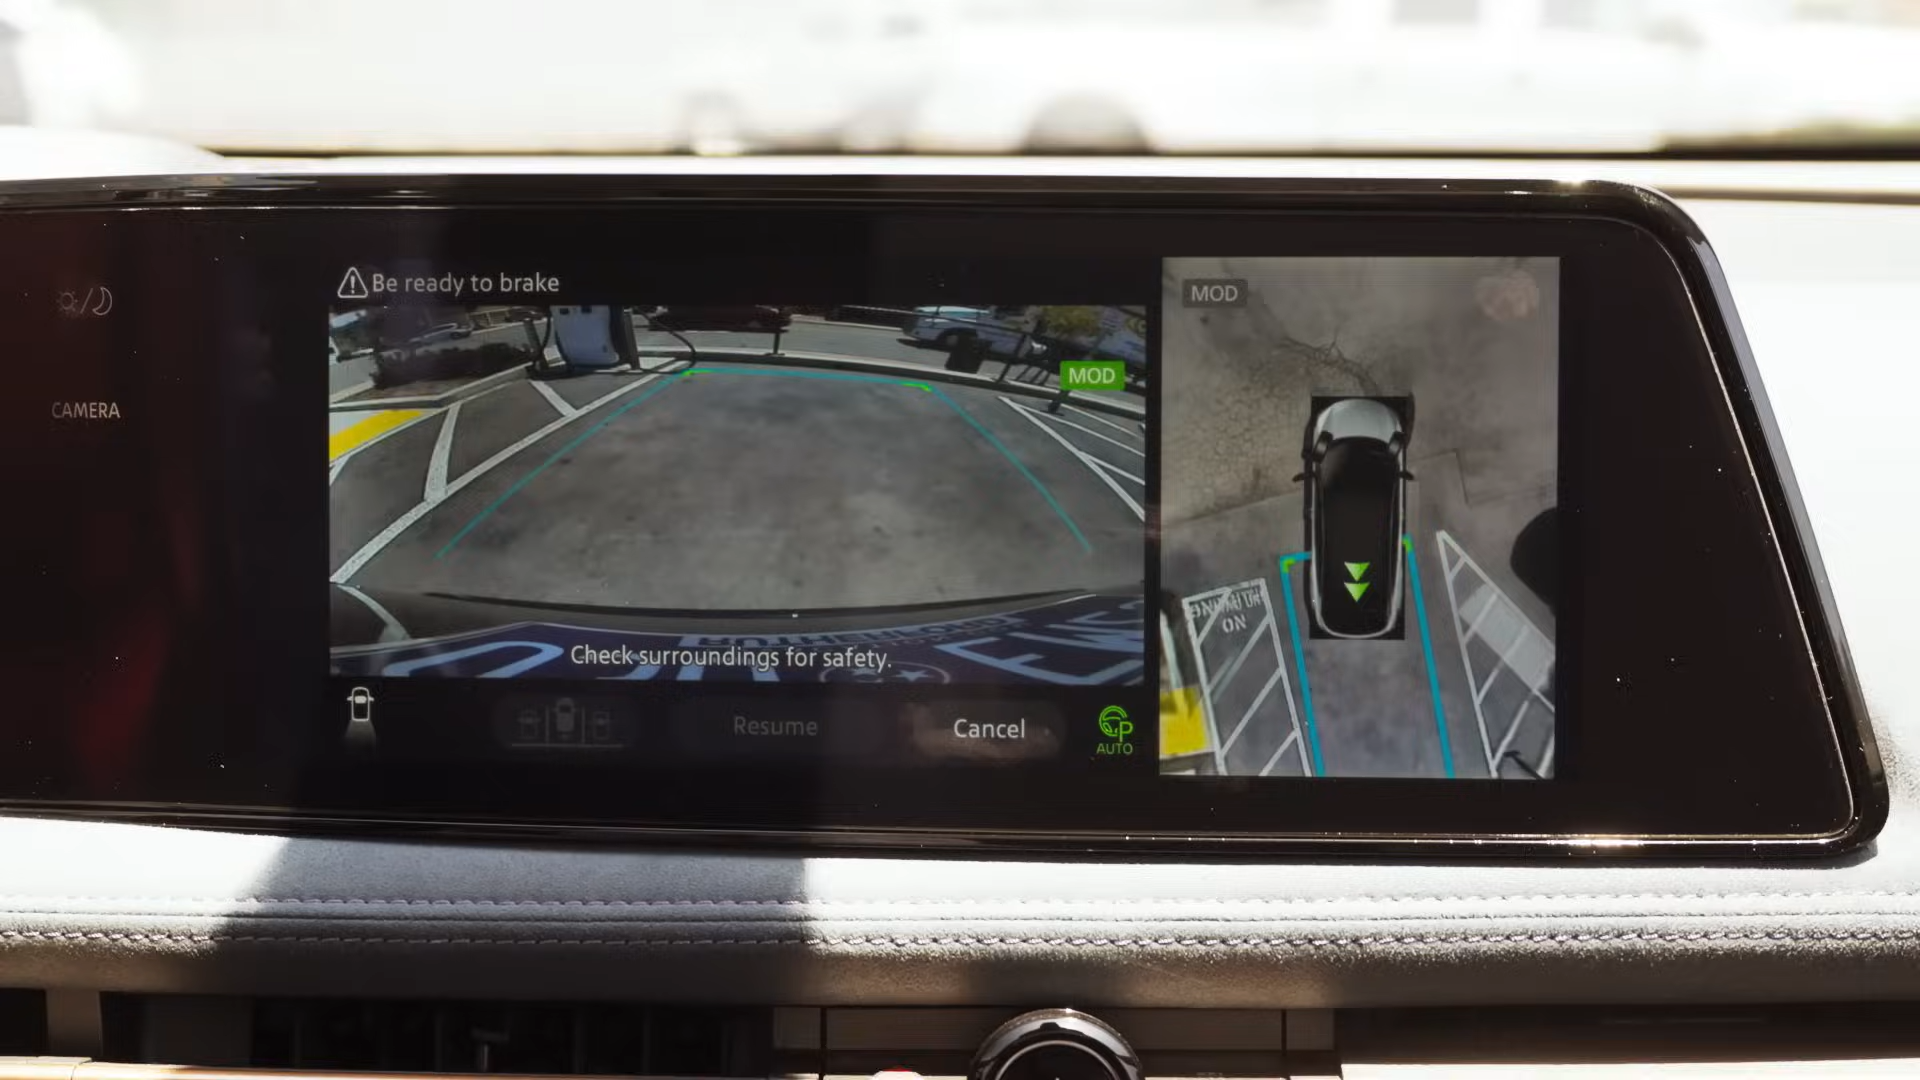 Be ready to brake
MOD
CAMERA
MOD
Check surroundings for safety.
ON
Resume
Cancel
P
AUTO